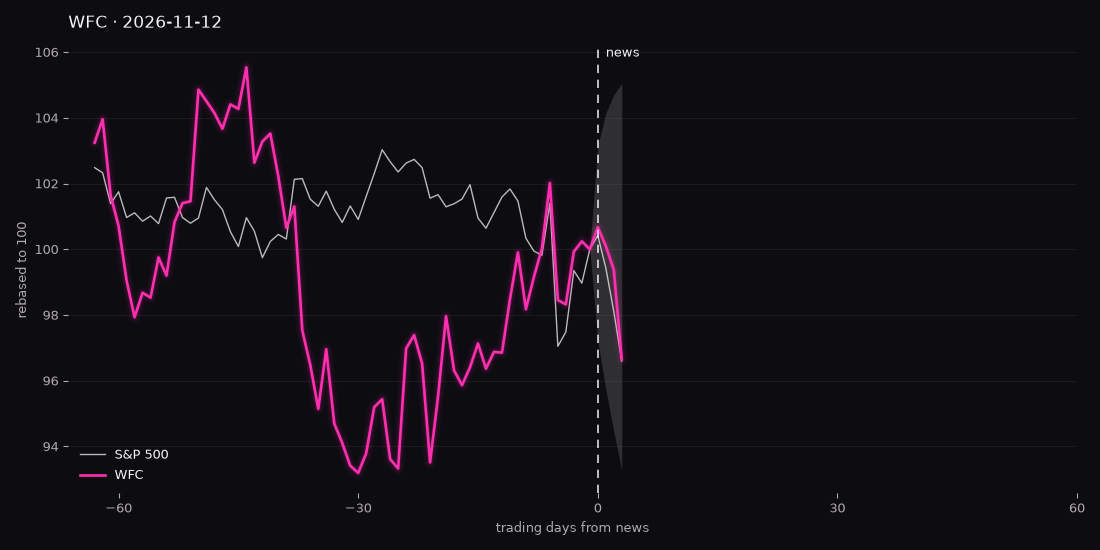 WFC · 2026-11-12
106
104
102
100
98
96
94
rebased to 100
news
S&P 500
WFC
−60
−30
0
30
60
trading days from news